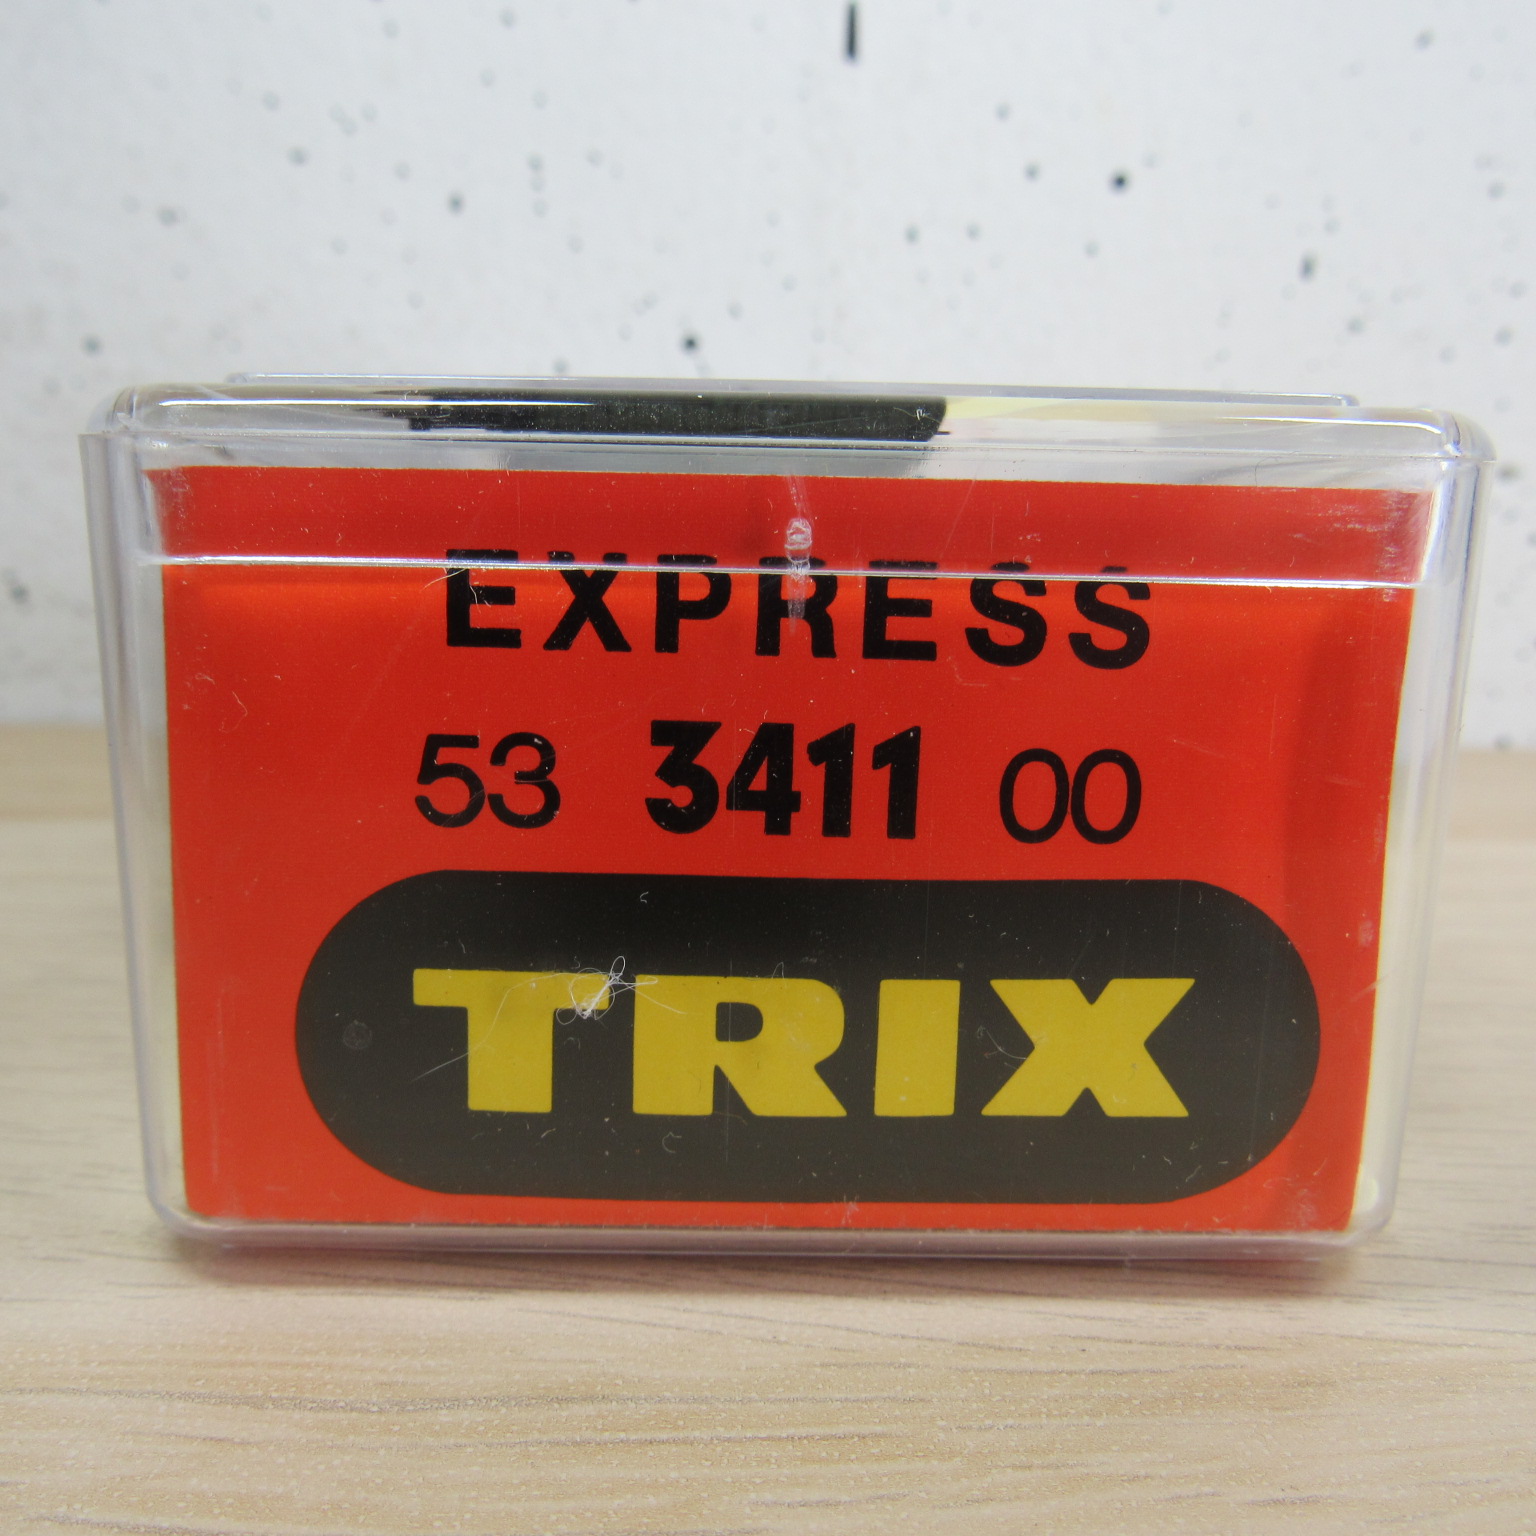 EXPRESS
53 3411 00
TRIX